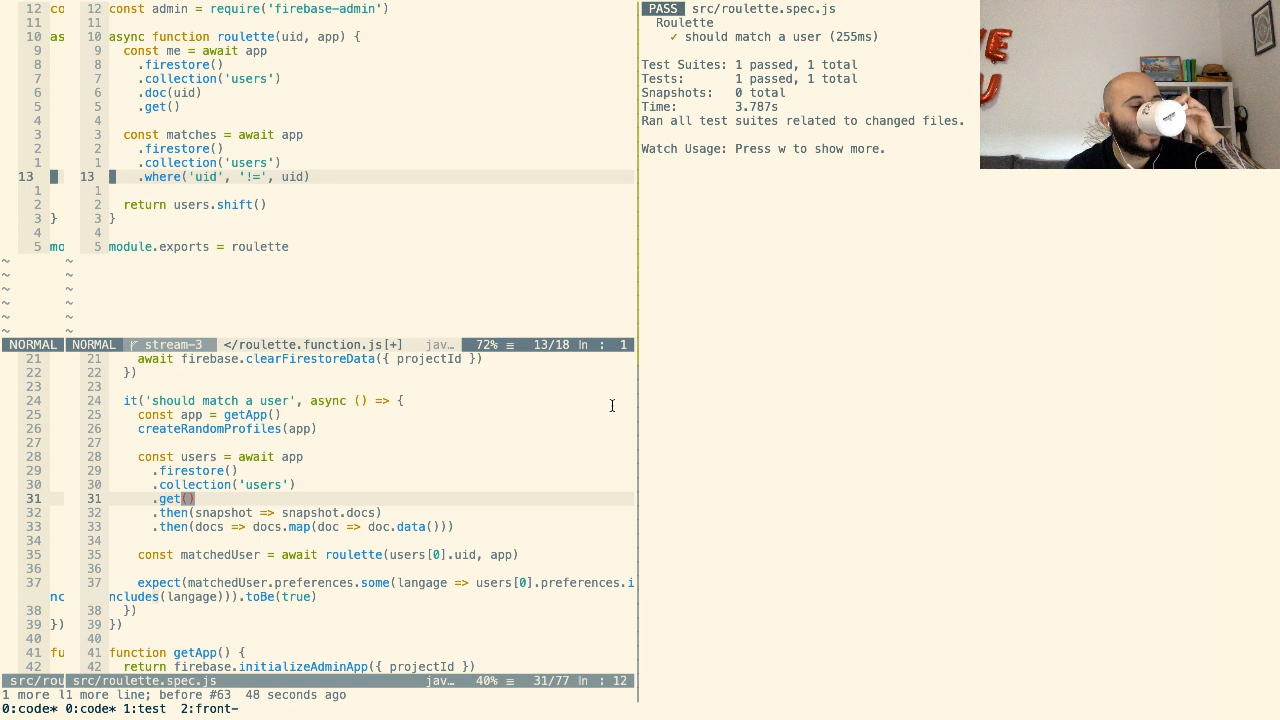 12 co 12 const admin = require('firebase-admin')
11 11
10 as 10 async function roulette(uid, app) {
9 9 const me = await app
8 8 .firestore()
7 7 .collection('users')
6 6 .doc(uid)
5 5 .get()
4 4
3 3 const matches = await app
2 2 .firestore()
1 1 .collection('users')
13 13 .where('uid', '!=', uid)
1 1
2 2 return users.shift()
3 } 3 }
4 4
5 mo 5 module.exports = roulette
~ ~
~ ~
~ ~
~ ~
~ ~
~ ~
NORMAL NORMAL stream-3 </roulette.function.js[+] jav… 72% ≡ 13/18 ln : 1
21 21 await firebase.clearFirestoreData({ projectId })
22 22 })
23 23
24 24 it('should match a user', async () => {
25 25 const app = getApp()
26 26 createRandomProfiles(app)
27 27
28 28 const users = await app
29 29 .firestore()
30 30 .collection('users')
31 31 .get()
32 32 .then(snapshot => snapshot.docs)
33 33 .then(docs => docs.map(doc => doc.data()))
34 34
35 35 const matchedUser = await roulette(users[0].uid, app)
36 36
37 37 expect(matchedUser.preferences.some(langage => users[0].preferences.i
nc ncludes(langage))).toBe(true)
38 38 })
39 }) 39 })
40 40
41 fu 41 function getApp() {
42 42 return firebase.initializeAdminApp({ projectId })
src/rou src/roulette.spec.js jav… 40% ≡ 31/77 ln : 12
1 more l1 more line; before #63 48 seconds ago
0:code* 0:code* 1:test 2:front-
PASS src/roulette.spec.js
Roulette
✓ should match a user (255ms)
Test Suites: 1 passed, 1 total
Tests: 1 passed, 1 total
Snapshots: 0 total
Time: 3.787s
Ran all test suites related to changed files.
Watch Usage: Press w to show more.